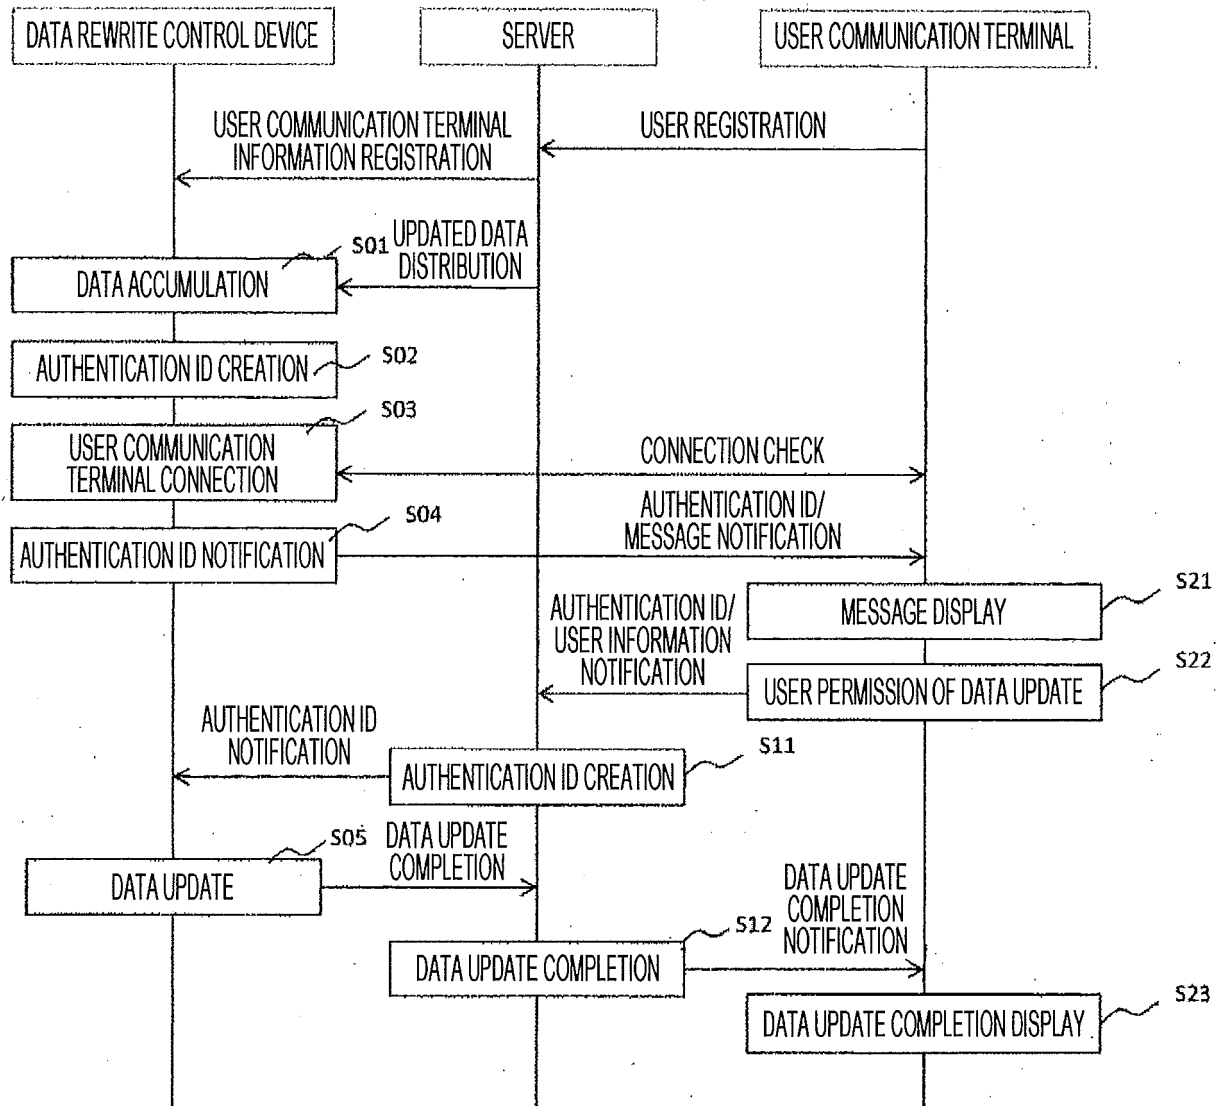 DATA REWRITE CONTROL DEVICE
SERVER
USER COMMUNICATION TERMINAL
USER COMMUNICATION TERMINAL
INFORMATION REGISTRATION
USER REGISTRATION
S01
UPDATED DATA
DISTRIBUTION
DATA ACCUMULATION
S02
AUTHENTICATION ID CREATION
S03
USER COMMUNICATION
TERMINAL CONNECTION
CONNECTION CHECK
S04
AUTHENTICATION ID/
MESSAGE NOTIFICATION
AUTHENTICATION ID NOTIFICATION
S21
MESSAGE DISPLAY
AUTHENTICATION ID/
USER INFORMATION
NOTIFICATION
S22
USER PERMISSION OF DATA UPDATE
AUTHENTICATION ID
NOTIFICATION
S11
AUTHENTICATION ID CREATION
S05
DATA UPDATE
COMPLETION
DATA UPDATE
DATA UPDATE
COMPLETION
NOTIFICATION
S12
DATA UPDATE COMPLETION
S23
DATA UPDATE COMPLETION DISPLAY